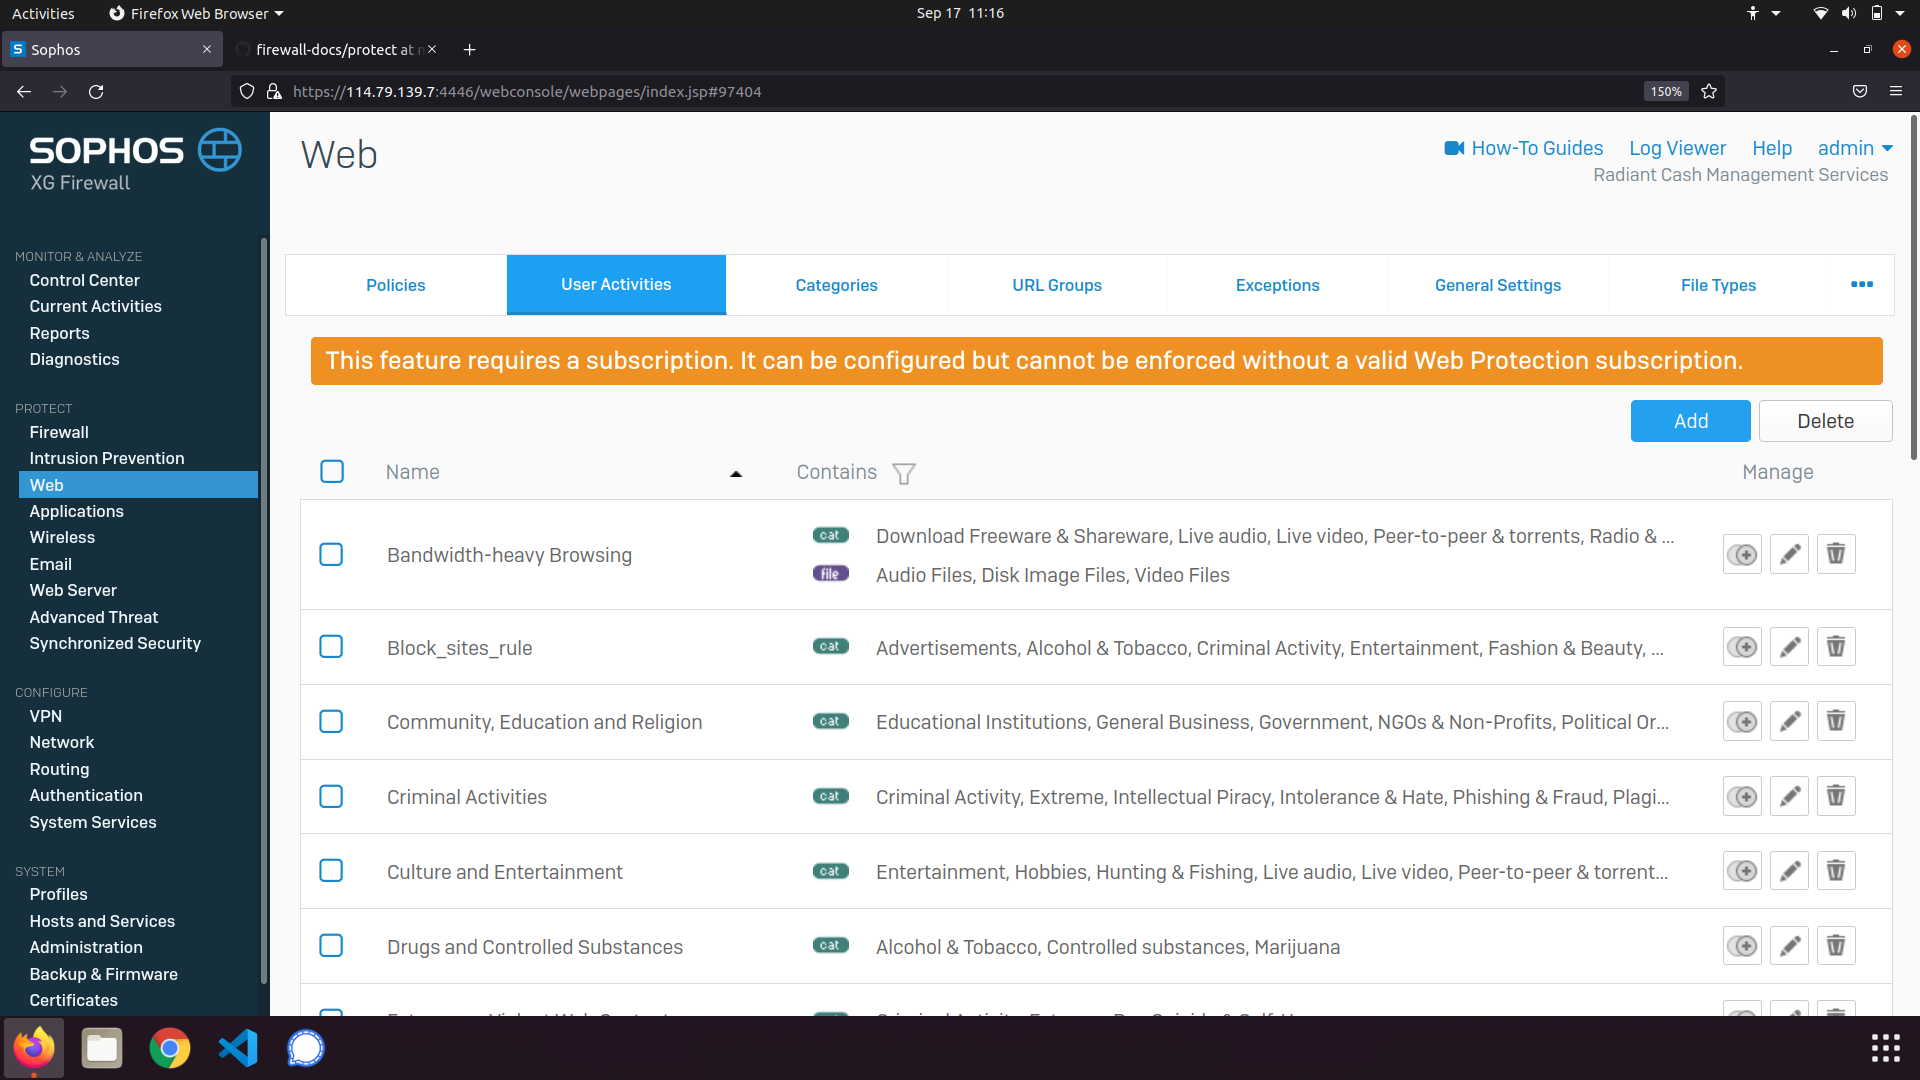 Activities
Firefox Web Browser
Sep 17 11:16
Sophos
firewall-docs/protect at
https://114.79.139.7:4446/webconsole/webpages/index.jsp#97404
150%
SOPHOS
XG Firewall
MONITOR & ANALYZE
Control Center
Current Activities
Reports
Diagnostics
PROTECT
Firewall
Intrusion Prevention
Web
Applications
Wireless
Email
Web Server
Advanced Threat
Synchronized Security
CONFIGURE
VPN
Network
Routing
Authentication
System Services
SYSTEM
Profiles
Hosts and Services
Administration
Backup & Firmware
Certificates
Web
How-To Guides
Log Viewer
Help
admin
Radiant Cash Management Services
Policies
User Activities
Categories
URL Groups
Exceptions
General Settings
File Types
This feature requires a subscription. It can be configured but cannot be enforced without a valid Web Protection subscription.
Add
Delete
Name
Contains
Manage
Bandwidth-heavy Browsing
cat Download Freeware & Shareware, Live audio, Live video, Peer-to-peer & torrents, Radio & ...
file Audio Files, Disk Image Files, Video Files
Block_sites_rule
cat Advertisements, Alcohol & Tobacco, Criminal Activity, Entertainment, Fashion & Beauty, ...
Community, Education and Religion
cat Educational Institutions, General Business, Government, NGOs & Non-Profits, Political Or...
Criminal Activities
cat Criminal Activity, Extreme, Intellectual Piracy, Intolerance & Hate, Phishing & Fraud, Plagi...
Culture and Entertainment
cat Entertainment, Hobbies, Hunting & Fishing, Live audio, Live video, Peer-to-peer & torrent...
Drugs and Controlled Substances
cat Alcohol & Tobacco, Controlled substances, Marijuana